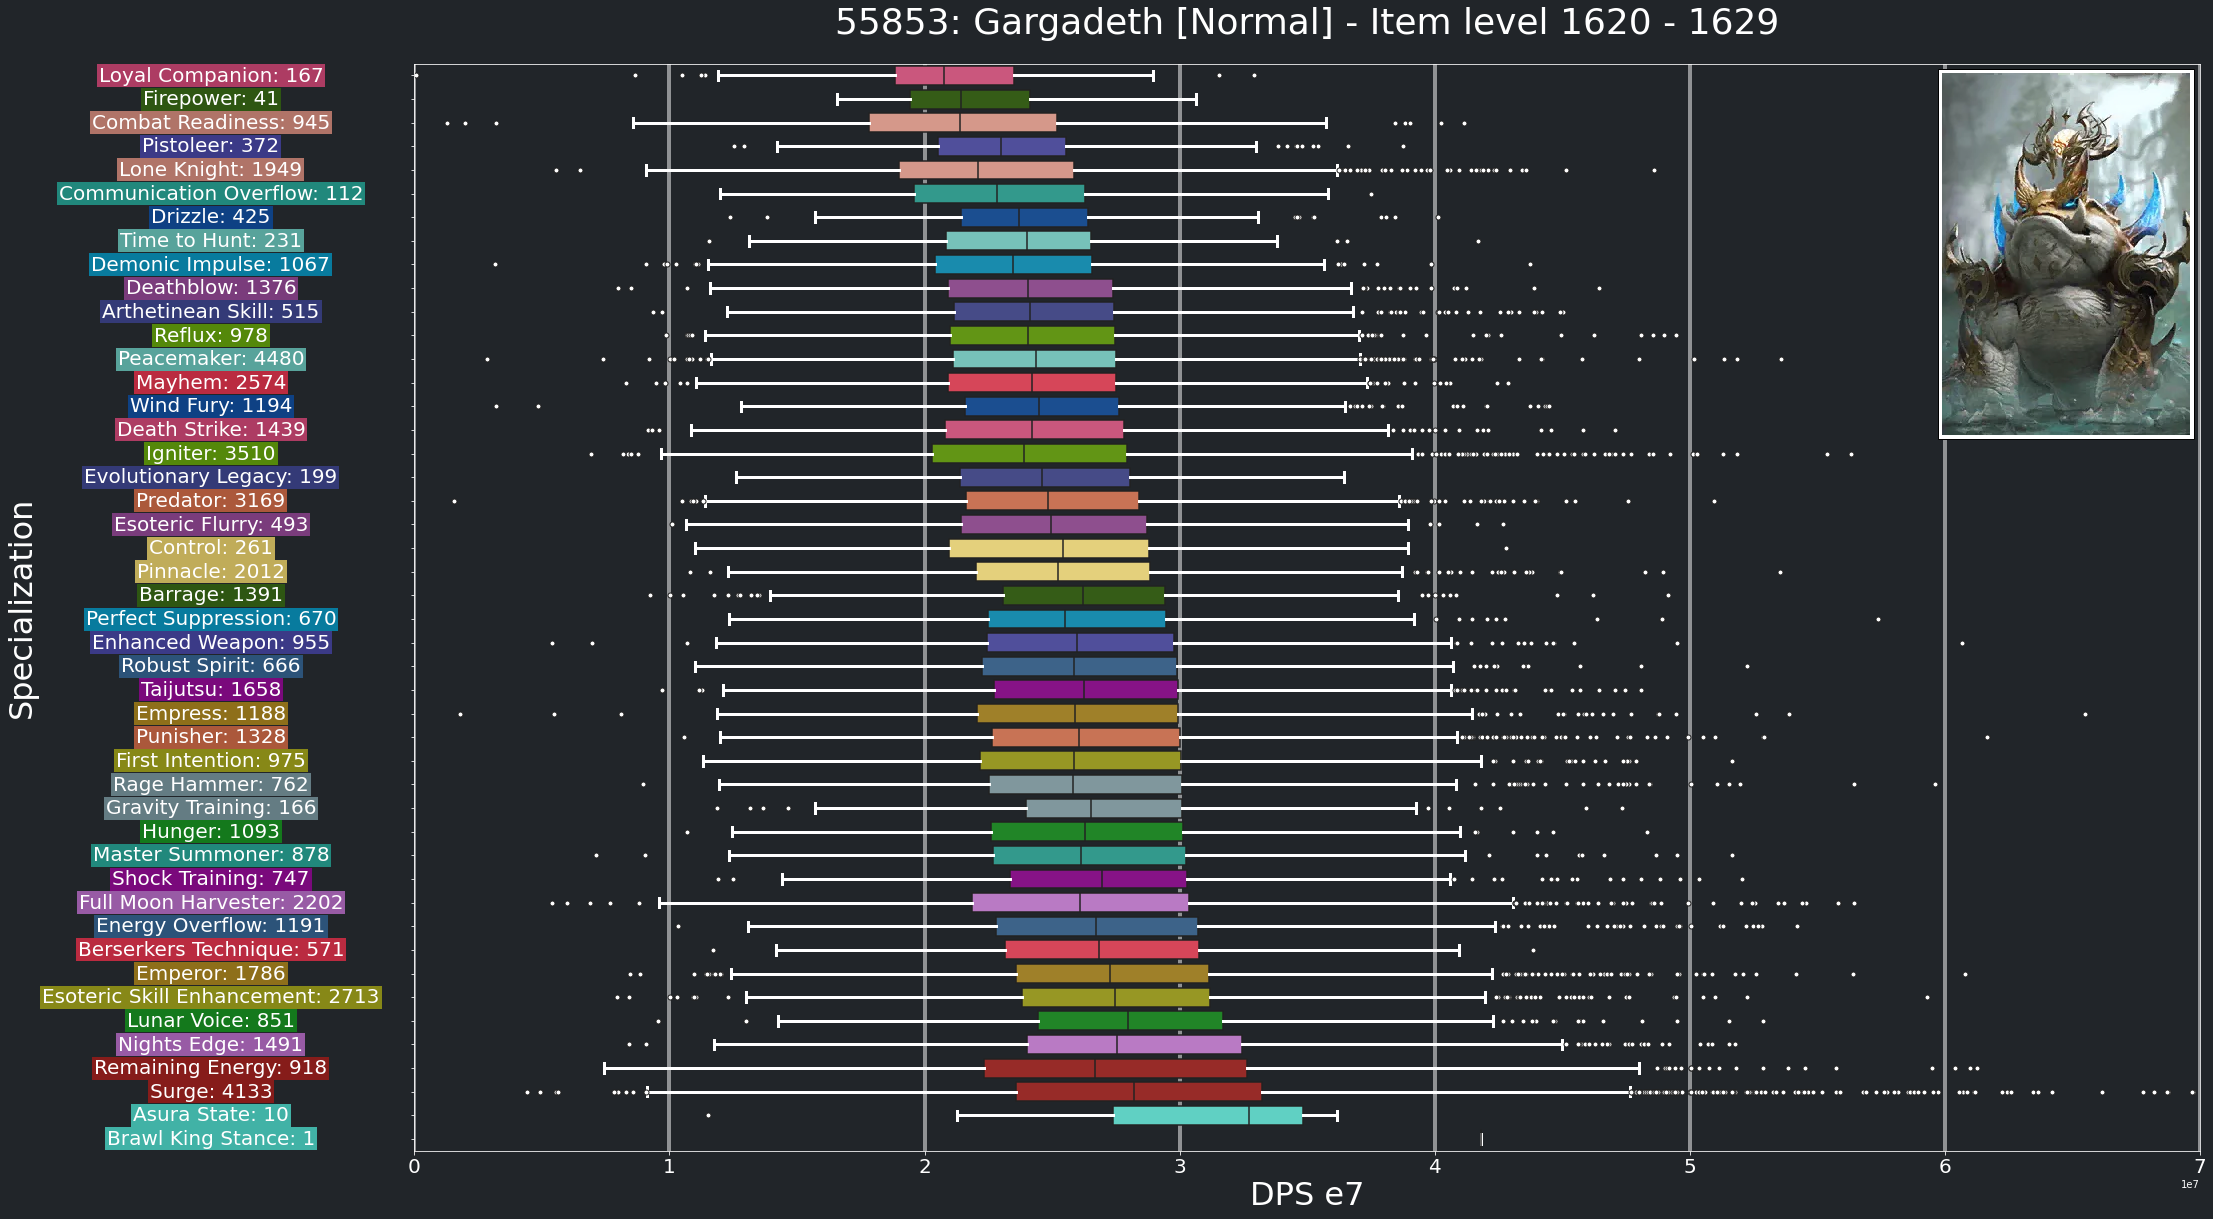 55853: Gargadeth [Normal] - Item level 1620 - 1629
Specialization
Loyal Companion: 167
Firepower: 41
Combat Readiness: 945
Pistoleer: 372
Lone Knight: 1949
Communication Overflow: 112
Drizzle: 425
Time to Hunt: 231
Demonic Impulse: 1067
Deathblow: 1376
Arthetinean Skill: 515
Reflux: 978
Peacemaker: 4480
Mayhem: 2574
Wind Fury: 1194
Death Strike: 1439
Igniter: 3510
Evolutionary Legacy: 199
Predator: 3169
Esoteric Flurry: 493
Control: 261
Pinnacle: 2012
Barrage: 1391
Perfect Suppression: 670
Enhanced Weapon: 955
Robust Spirit: 666
Taijutsu: 1658
Empress: 1188
Punisher: 1328
First Intention: 975
Rage Hammer: 762
Gravity Training: 166
Hunger: 1093
Master Summoner: 878
Shock Training: 747
Full Moon Harvester: 2202
Energy Overflow: 1191
Berserkers Technique: 571
Emperor: 1786
Esoteric Skill Enhancement: 2713
Lunar Voice: 851
Nights Edge: 1491
Remaining Energy: 918
Surge: 4133
Asura State: 10
Brawl King Stance: 1
0 1 2 3 4 5 6 7
DPS e7
1e7